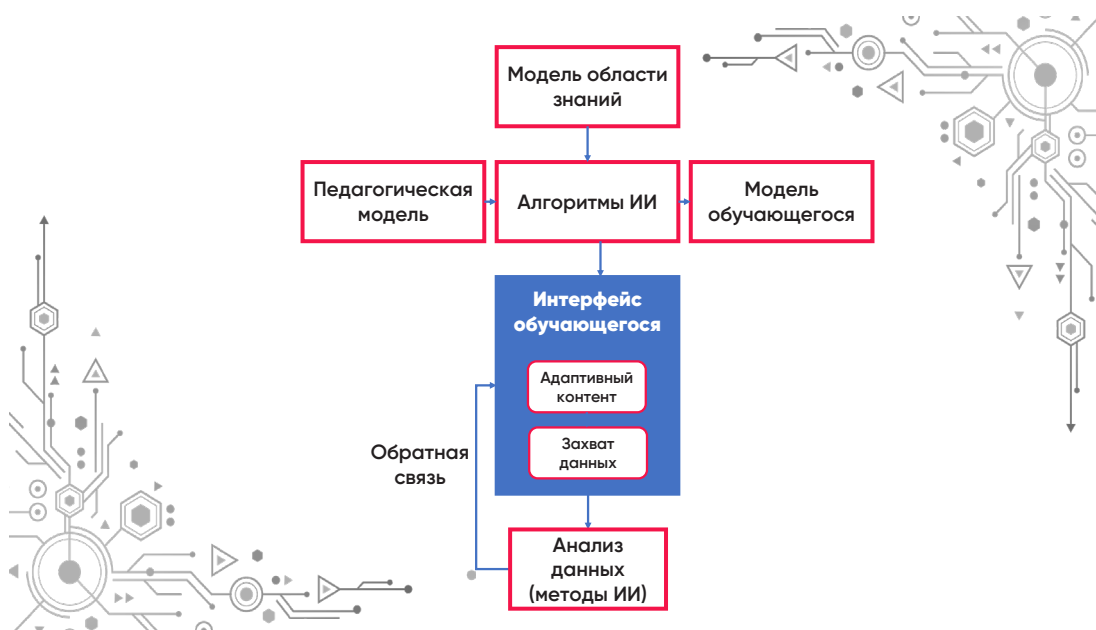 Модель области
знаний
Педагогическая
модель
Алгоритмы ИИ
Модель
обучающегося
Интерфейс
обучающегося
Адаптивный
контент
Захват
данных
Обратная
связь
Анализ
данных
(методы ИИ)